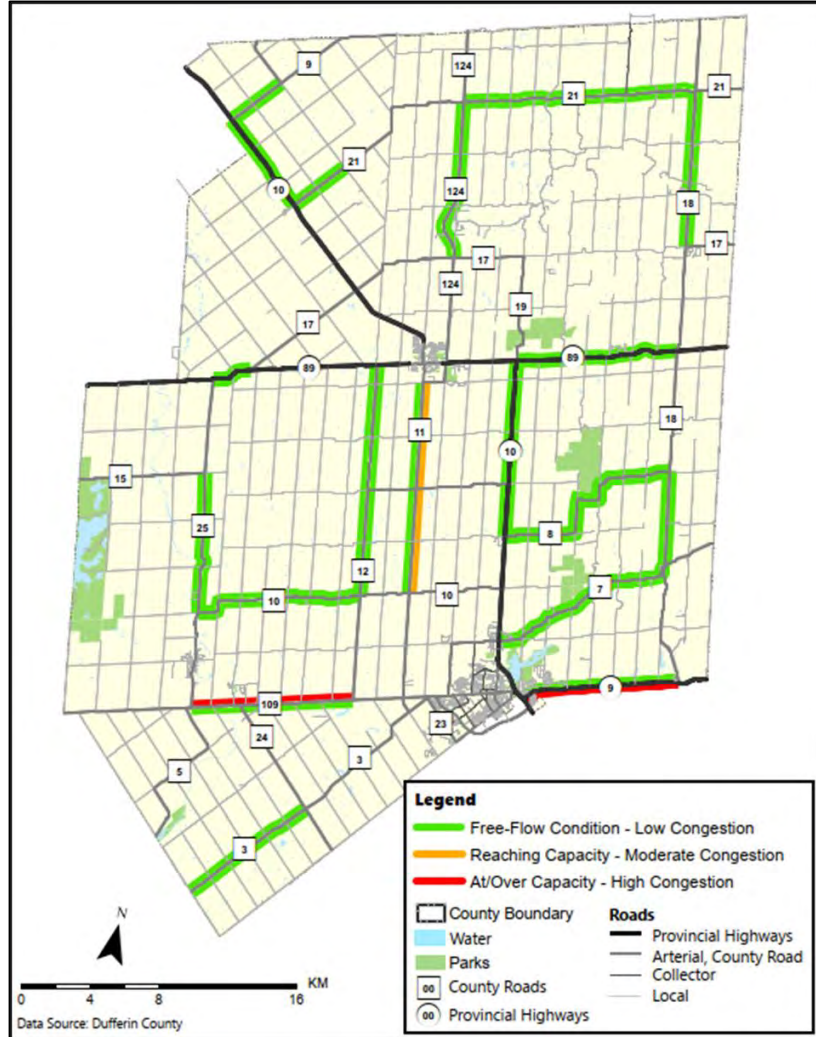 9
124
21
21
21
10
124
18
17
17
124
19
17
89
89
11
18
10
15
25
8
12
10
10
7
109
9
24
23
5
3
3
Legend
Free-Flow Condition - Low Congestion
Reaching Capacity - Moderate Congestion
At/Over Capacity - High Congestion
County Boundary
Water
Parks
00 County Roads
00 Provincial Highways
Roads
Provincial Highways
Arterial, County Road
Collector
Local
N
KM
0 4 8 16
Data Source: Dufferin County